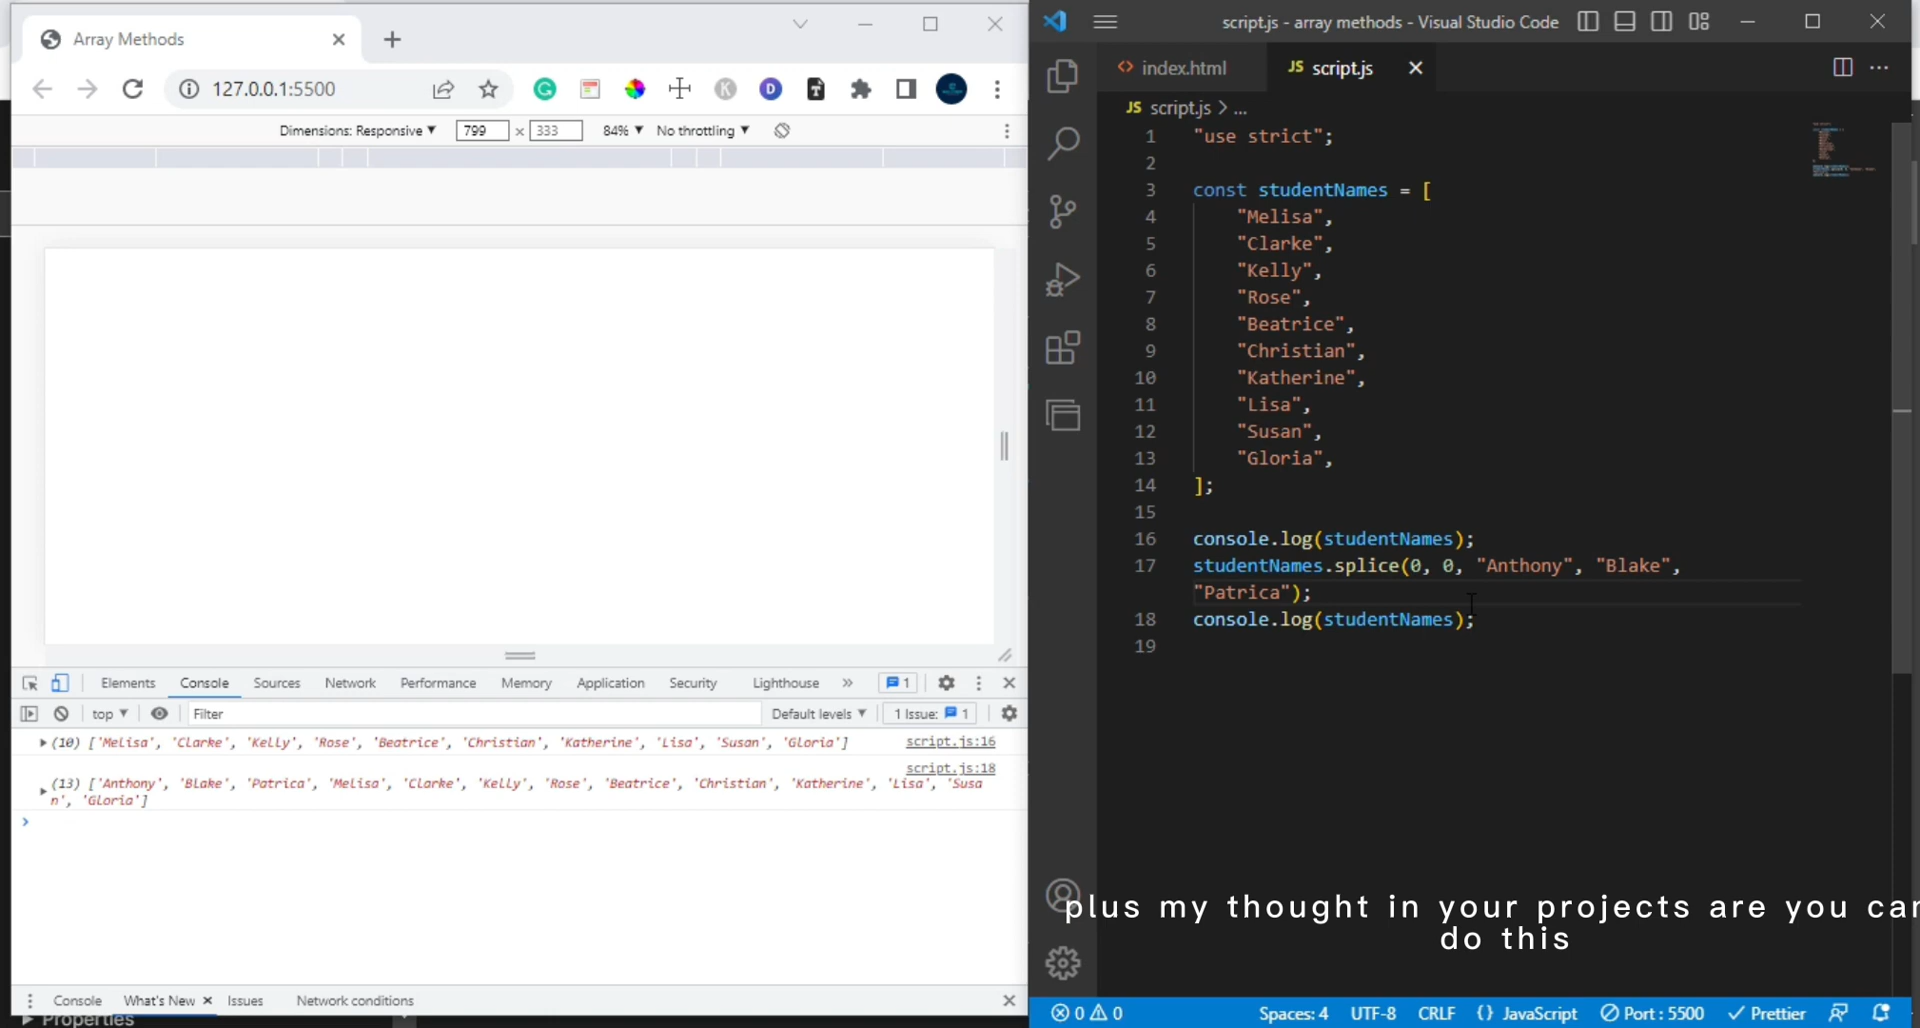 Array Methods
127.0.0.1:5500
K
D
T
Dimensions: Responsive ▼ 799 × 333 84% ▼ No throttling ▼
Elements Console Sources Network Performance Memory Application Security Lighthouse » 1
top ▼ Filter Default levels ▼ 1 Issue: 1
(10) ['Melisa', 'Clarke', 'Kelly', 'Rose', 'Beatrice', 'Christian', 'Katherine', 'Lisa', 'Susan', 'Gloria'] script.js:16
script.js:18
(13) ['Anthony', 'Blake', 'Patrica', 'Melisa', 'Clarke', 'Kelly', 'Rose', 'Beatrice', 'Christian', 'Katherine', 'Lisa', 'Susa
n', 'Gloria']
Console What's New Issues Network conditions
Properties
script.js - array methods - Visual Studio Code
<> index.html JS script.js
JS script.js > ...
1 "use strict";
2
3 const studentNames = [
4 "Melisa",
5 "Clarke",
6 "Kelly",
7 "Rose",
8 "Beatrice",
9 "Christian",
10 "Katherine",
11 "Lisa",
12 "Susan",
13 "Gloria",
14 ];
15
16 console.log(studentNames);
17 studentNames.splice(0, 0, "Anthony", "Blake",
"Patrica");
18 console.log(studentNames);
19
plus my thought in your projects are you can
do this
0 0 Spaces: 4 UTF-8 CRLF {} JavaScript Port : 5500 Prettier